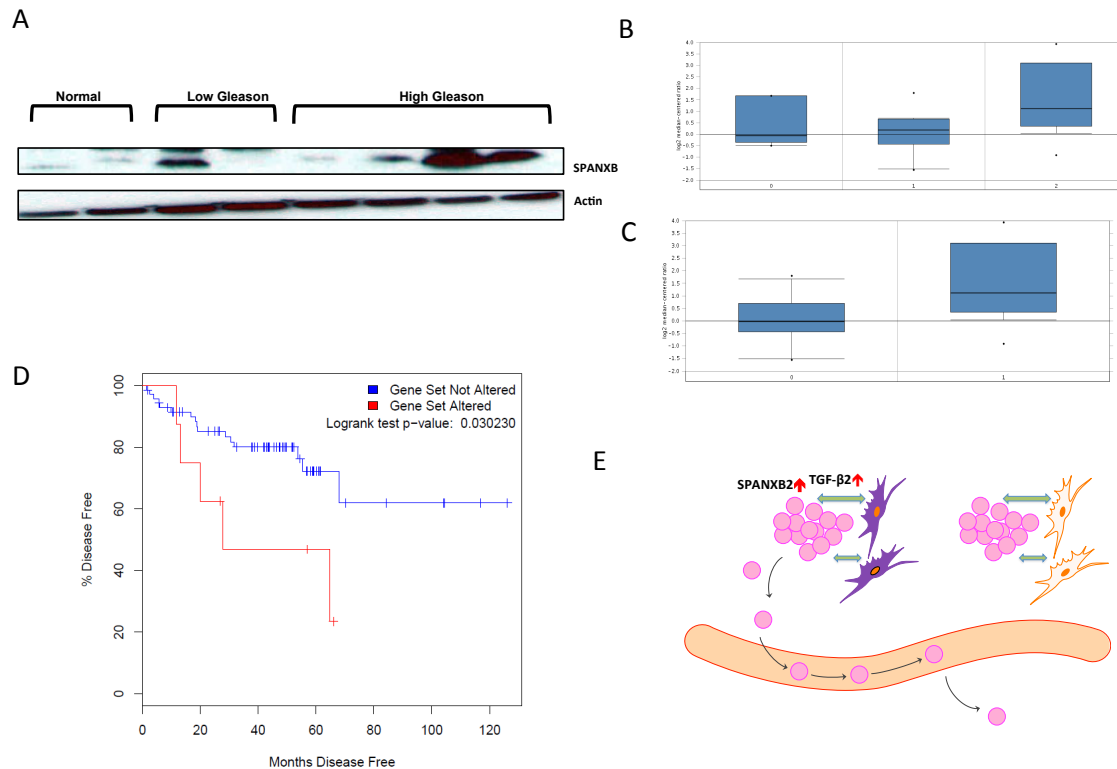 A
Normal
Low Gleason
High Gleason
SPANXB
Actin
B
log2 median-centered ratio
4.0
3.5
3.0
2.5
2.0
1.5
1.0
0.5
0.0
-0.5
-1.0
-1.5
-2.0
0
1
2
C
log2 median-centered ratio
4.0
3.5
3.0
2.5
2.0
1.5
1.0
0.5
0.0
-0.5
-1.0
-1.5
-2.0
0
1
D
% Disease Free
100
80
60
40
20
0
Gene Set Not Altered
Gene Set Altered
Logrank test p-value: 0.030230
0 20 40 60 80 100 120
Months Disease Free
E
SPANXB2
TGF-β2